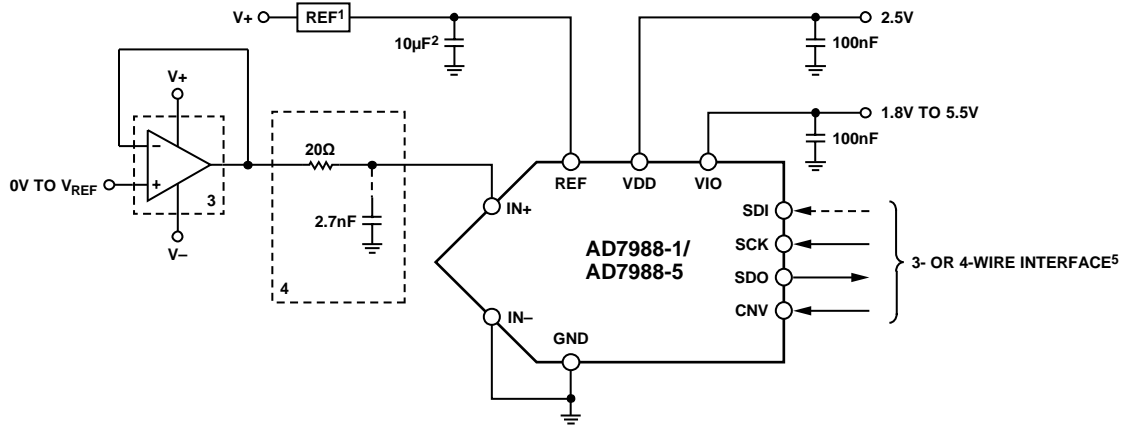 V+
REF¹
10µF²
2.5V
100nF
V+
1.8V TO 5.5V
100nF
20Ω
REF
VDD
VIO
–
+
0V TO V_REF
3
IN+
SDI
2.7nF
V–
SCK
AD7988-1/
AD7988-5
3- OR 4-WIRE INTERFACE⁵
SDO
4
CNV
IN–
GND